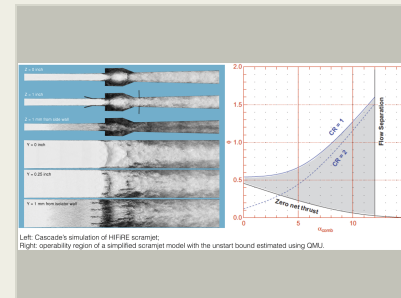 Z = 0 inch
Z = 1 inch
Z = 1 mm from side wall
Y = 0 inch
Y = 0.25 inch
Y = 1 mm from isolator wall
2.0
1.5
1.0
0.5
0.0
0
5
10
CR = 1
CR = 2
Flow Separation
Zero net thrust
Left: Cascade's simulation of HIFiRE scramjet;
Right: operability region of a simplified scramjet model with the unstart bound estimated using QMU.